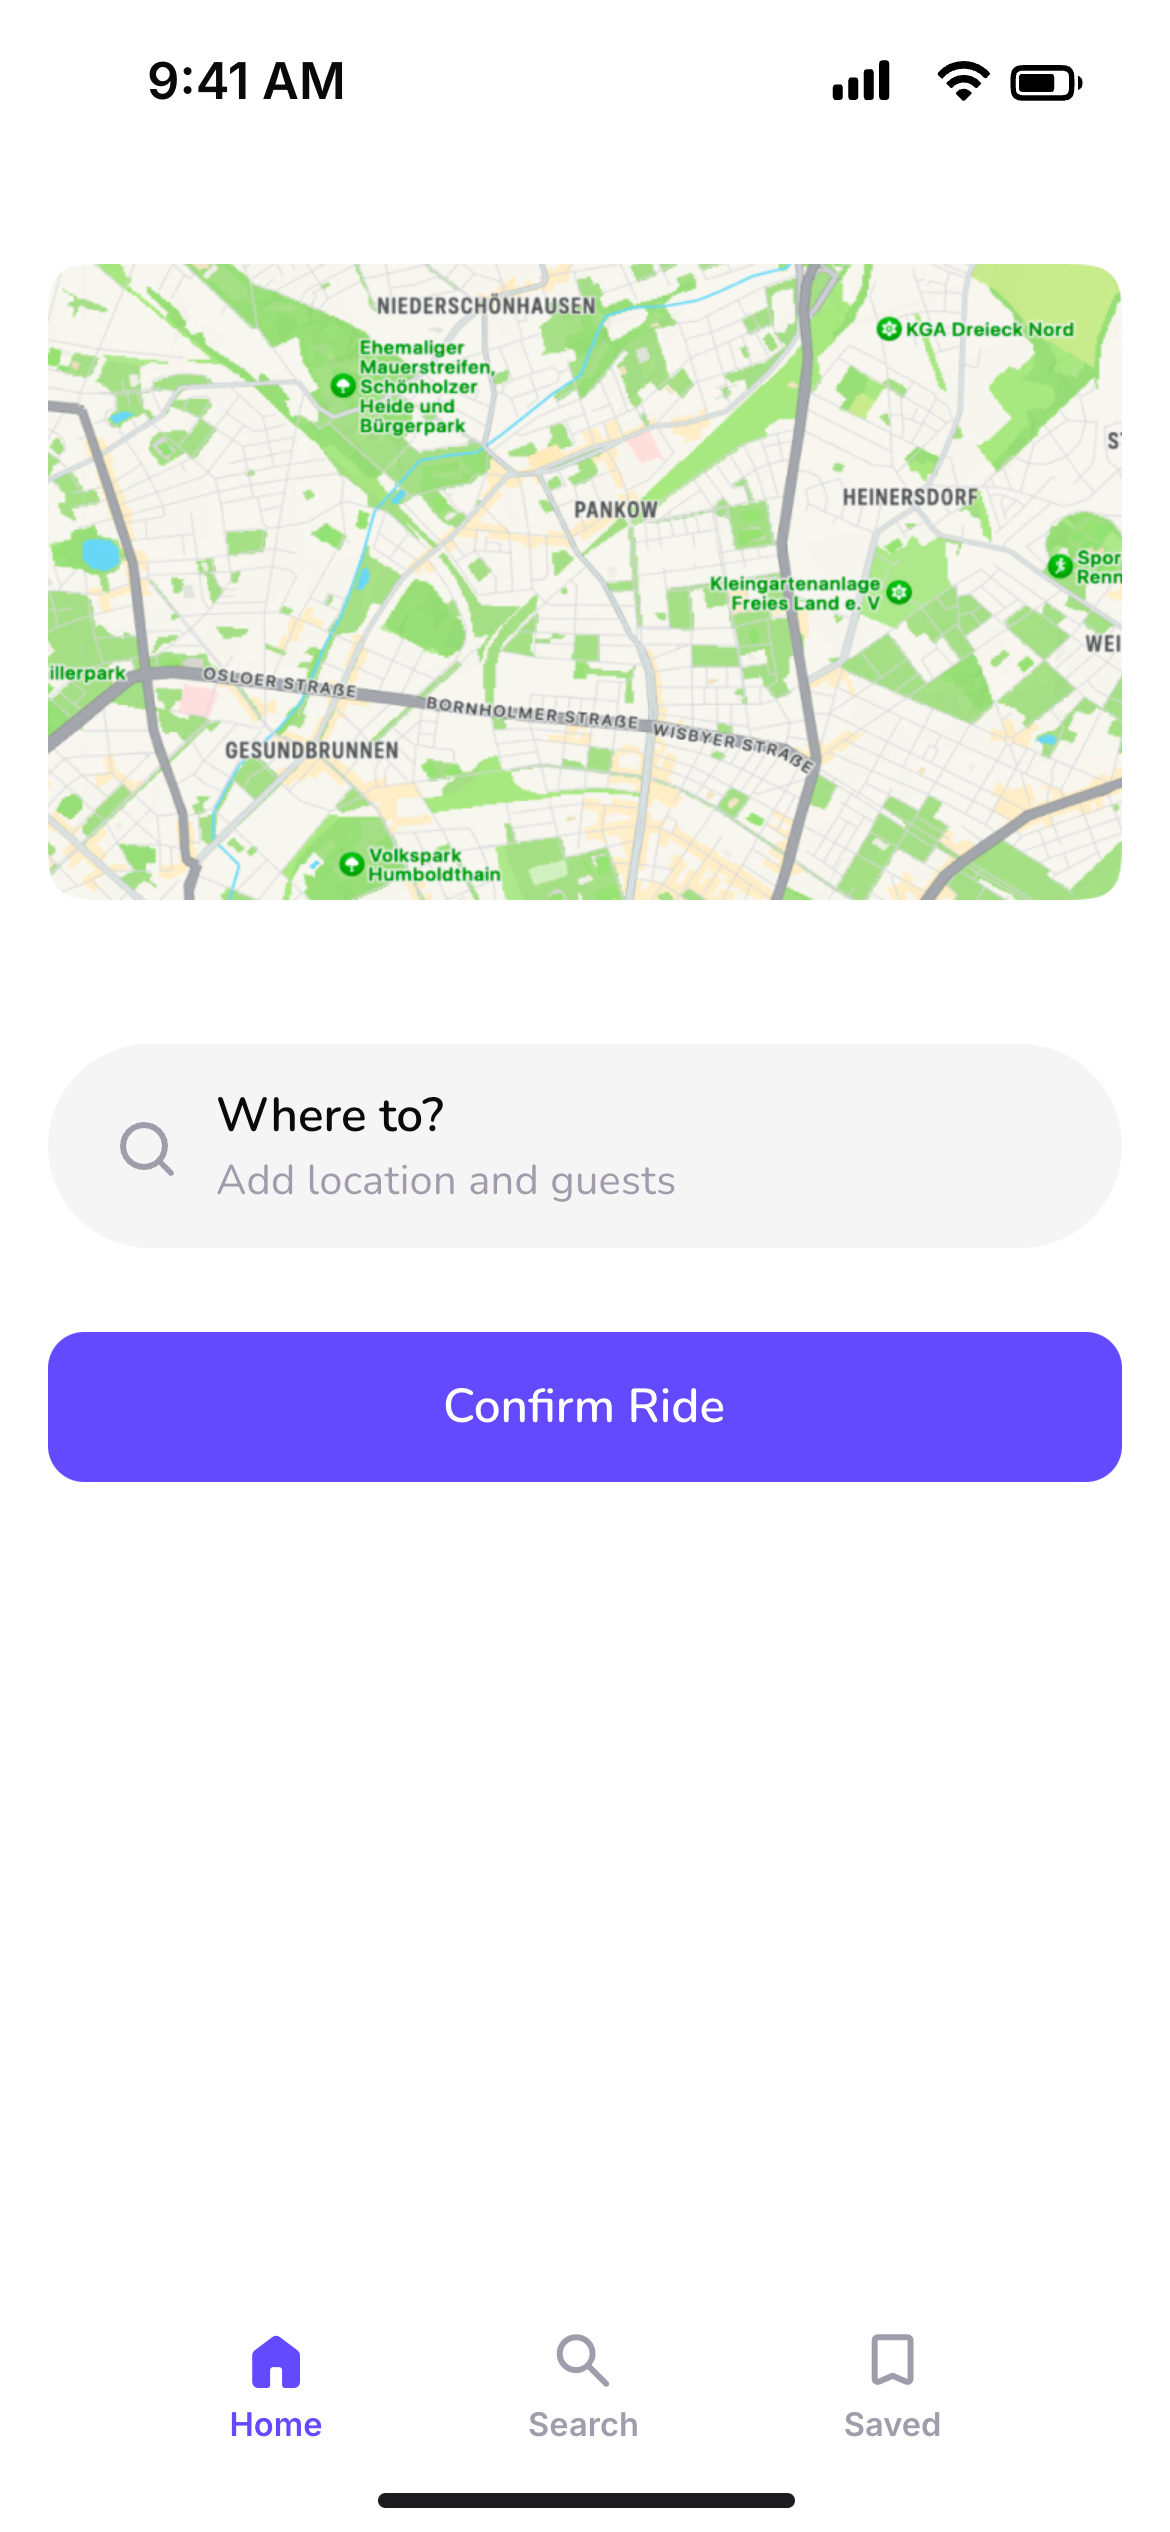 9:41 AM
NIEDERSCHÖNHAUSEN
KGA Dreieck Nord
Ehemaliger
Mauerstreifen,
Schönholzer
Heide und
Bürgerpark
PANKOW
HEINERSDORF
Kleingartenanlage
Freies Land e. V
Spor
Renn
WEI
illerpark
OSLOER STRAßE
BORNHOLMER STRAßE
WISBYER STRAßE
GESUNDBRUNNEN
Volkspark
Humboldthain
Where to?
Add location and guests
Confirm Ride
Home
Search
Saved